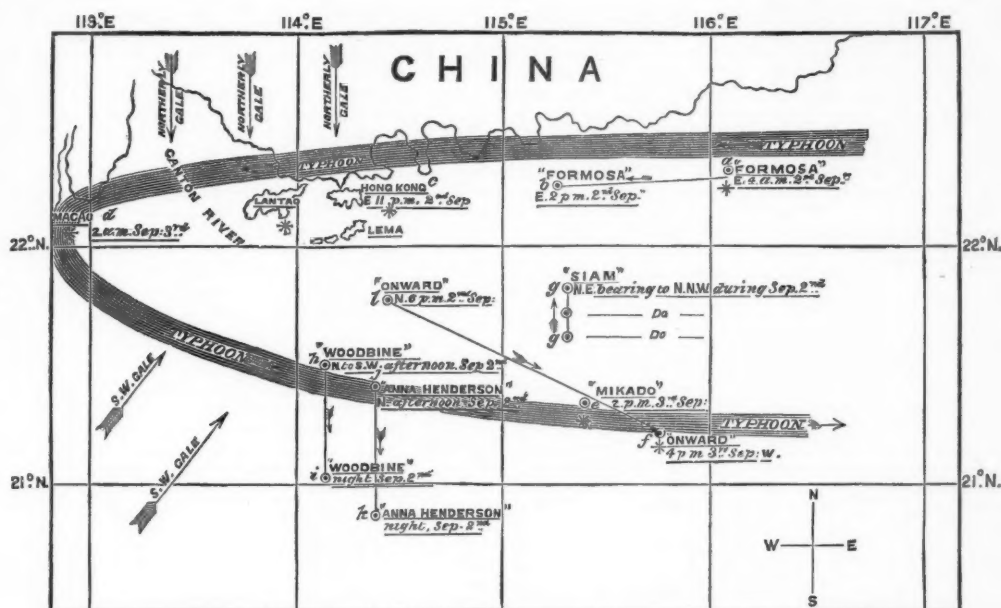 113°E. 114°E. 115°E. 116°E. 117°E.
CHINA
NORTHERLY GALE
NORTHERLY GALE
NORTHERLY GALE
TYPHOON
TYPHOON
CANTON RIVER
a "FORMOSA"
E. 4 a.m. 2nd Sep.
"FORMOSA"
b
E. 2 p.m. 2nd Sep.
HONG KONG c
E 11 p.m. 2nd Sep
LANTAO
LEMA
MACAO d
2 a.m. Sep: 3rd
22°N. 22°N.
"ONWARD"
l N. 6 p.m. 2nd Sep:
"SIAM"
g N.E. bearing to N.N.W. during Sep. 2nd
Do
g Do
TYPHOON
"WOODBINE"
h N. to S.W. afternoon. Sep 2nd
j
"ANNA HENDERSON"
afternoon Sep 2nd
"MIKADO"
e 2 p.m. 3rd Sep:
TYPHOON
f ONWARD"
4 p m 3rd Sep: W.
S.W. GALE
S.W. GALE
"WOODBINE"
i night Sep. 2nd
21°N. 21°N.
k "ANNA HENDERSON"
night, Sep. 2nd
N
W E
S